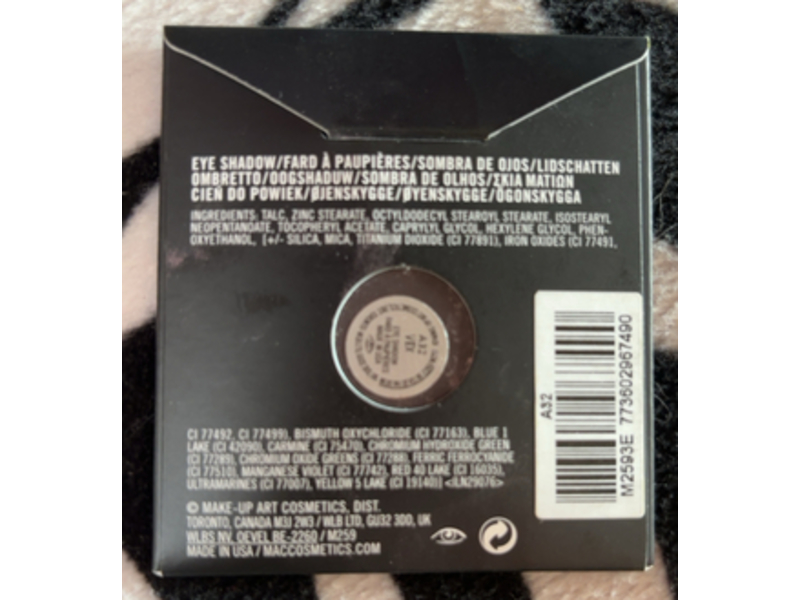 EYE SHADOW/FARD À PAUPIÈRES/SOMBRA DE OJOS/LIDSCHATTEN
OMBRETTO/OOGSHADUW/SOMBRA DE OLHOS/ΣΚΙΑ ΜΑΤΙΩΝ
CIEŃ DO POWIEK/ØJENSKYGGE/ØYENSKYGGE/ÖGONSKYGGA
INGREDIENTS: TALC, ZINC STEARATE, OCTYLDODECYL STEAROYL STEARATE, ISOSTEARYL
NEOPENTANOATE, TOCOPHERYL ACETATE, CAPRYLYL GLYCOL, HEXYLENE GLYCOL, PHEN-
OXYETHANOL, [+/- SILICA, MICA, TITANIUM DIOXIDE (CI 77891), IRON OXIDES (CI 77491,
A32
VEX
EYE SHADOW
CI 77492, CI 77499), BISMUTH OXYCHLORIDE (CI 77163), BLUE 1
LAKE (CI 42090), CARMINE (CI 75470), CHROMIUM HYDROXIDE GREEN
(CI 77289), CHROMIUM OXIDE GREENS (CI 77288), FERRIC FERROCYANIDE
(CI 77510), MANGANESE VIOLET (CI 77742), RED 40 LAKE (CI 16035),
ULTRAMARINES (CI 77007), YELLOW 5 LAKE (CI 19140)] <ILN29076>
© MAKE-UP ART COSMETICS, DIST.
TORONTO, CANADA M3J 2W3 / WLB LTD, GU32 3DD, UK
WLBS NV, OEVEL BE-2260 / M259
MADE IN USA / MACCOSMETICS.COM
A32
M2593E 773602967490